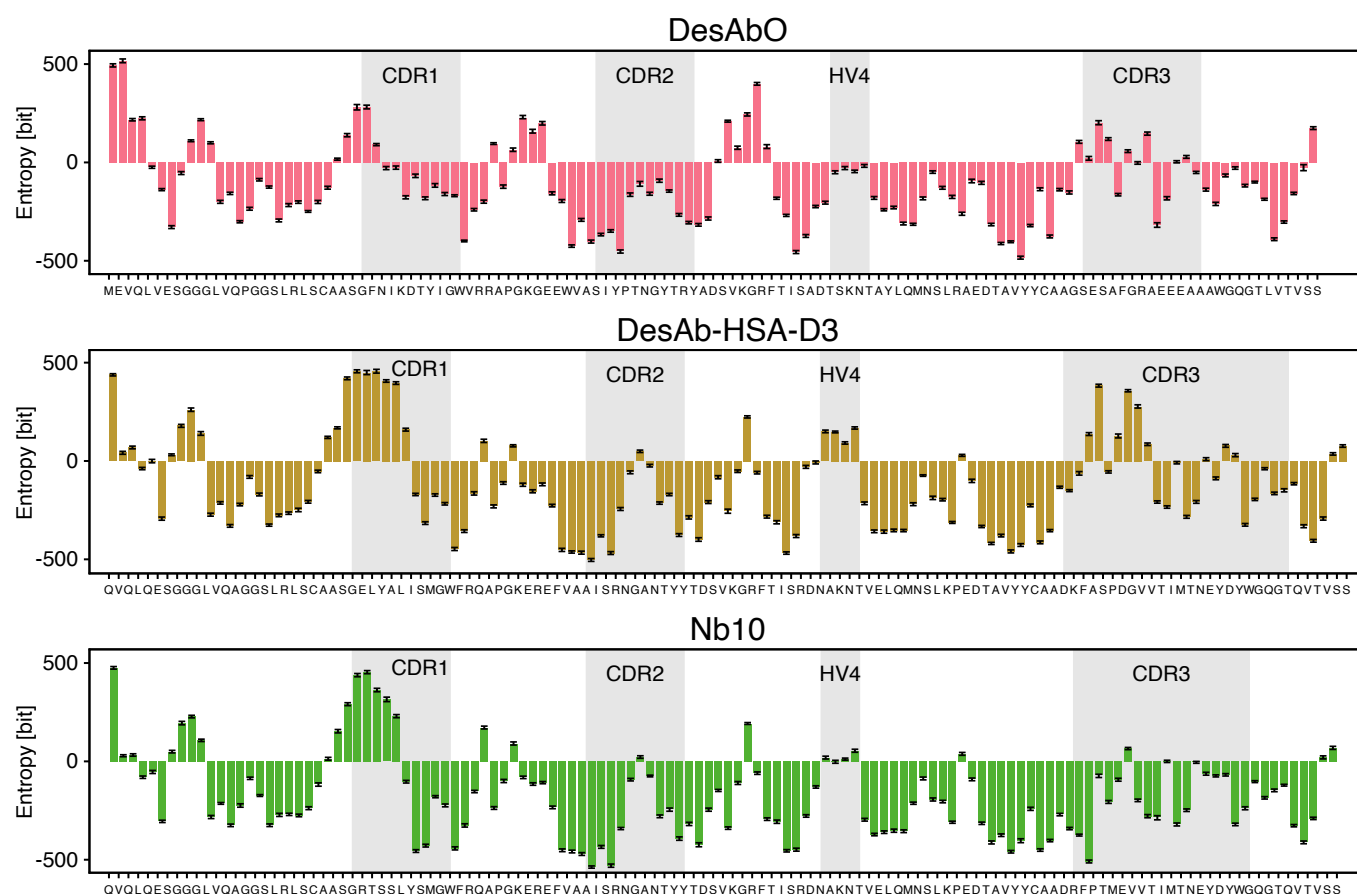 DesAbO
Entropy [bit]
500
0
-500
CDR1
CDR2
HV4
CDR3
MEVQLVESGGGLVQPGGSLRLSCAASGFNIKDTYIGWVRRAPGKGEEWVASIYPTNGYTRYADSVKGRFTISADTSKNTAYLQMNSLRAEDTAVYYCAAGSESAFGRAEEEAAAWGQGTLVTVSS
DesAb-HSA-D3
Entropy [bit]
500
0
-500
CDR1
CDR2
HV4
CDR3
QVQLQESGGGLVQAGGSLRLSCAASGELYALISMGWFRQAPGKEREFVAAISRNGANTYYTDSVKGRFTISRDNAKNTVELQMNSLKPEDTAVYYCAADKFASPDGVVTIMTNEYDYWGQGTQVTVSS
Nb10
Entropy [bit]
500
0
-500
CDR1
CDR2
HV4
CDR3
QVQLQESGGGLVQAGGSLRLSCAASGRTSSLYSMGWFRQAPGKEREFVAAISRNGANTYYTDSVKGRFTISRDNAKNTVELQMNSLKPEDTAVYYCAADRFPTMEVVTIMTNEYDYWGQGTQVTVSS